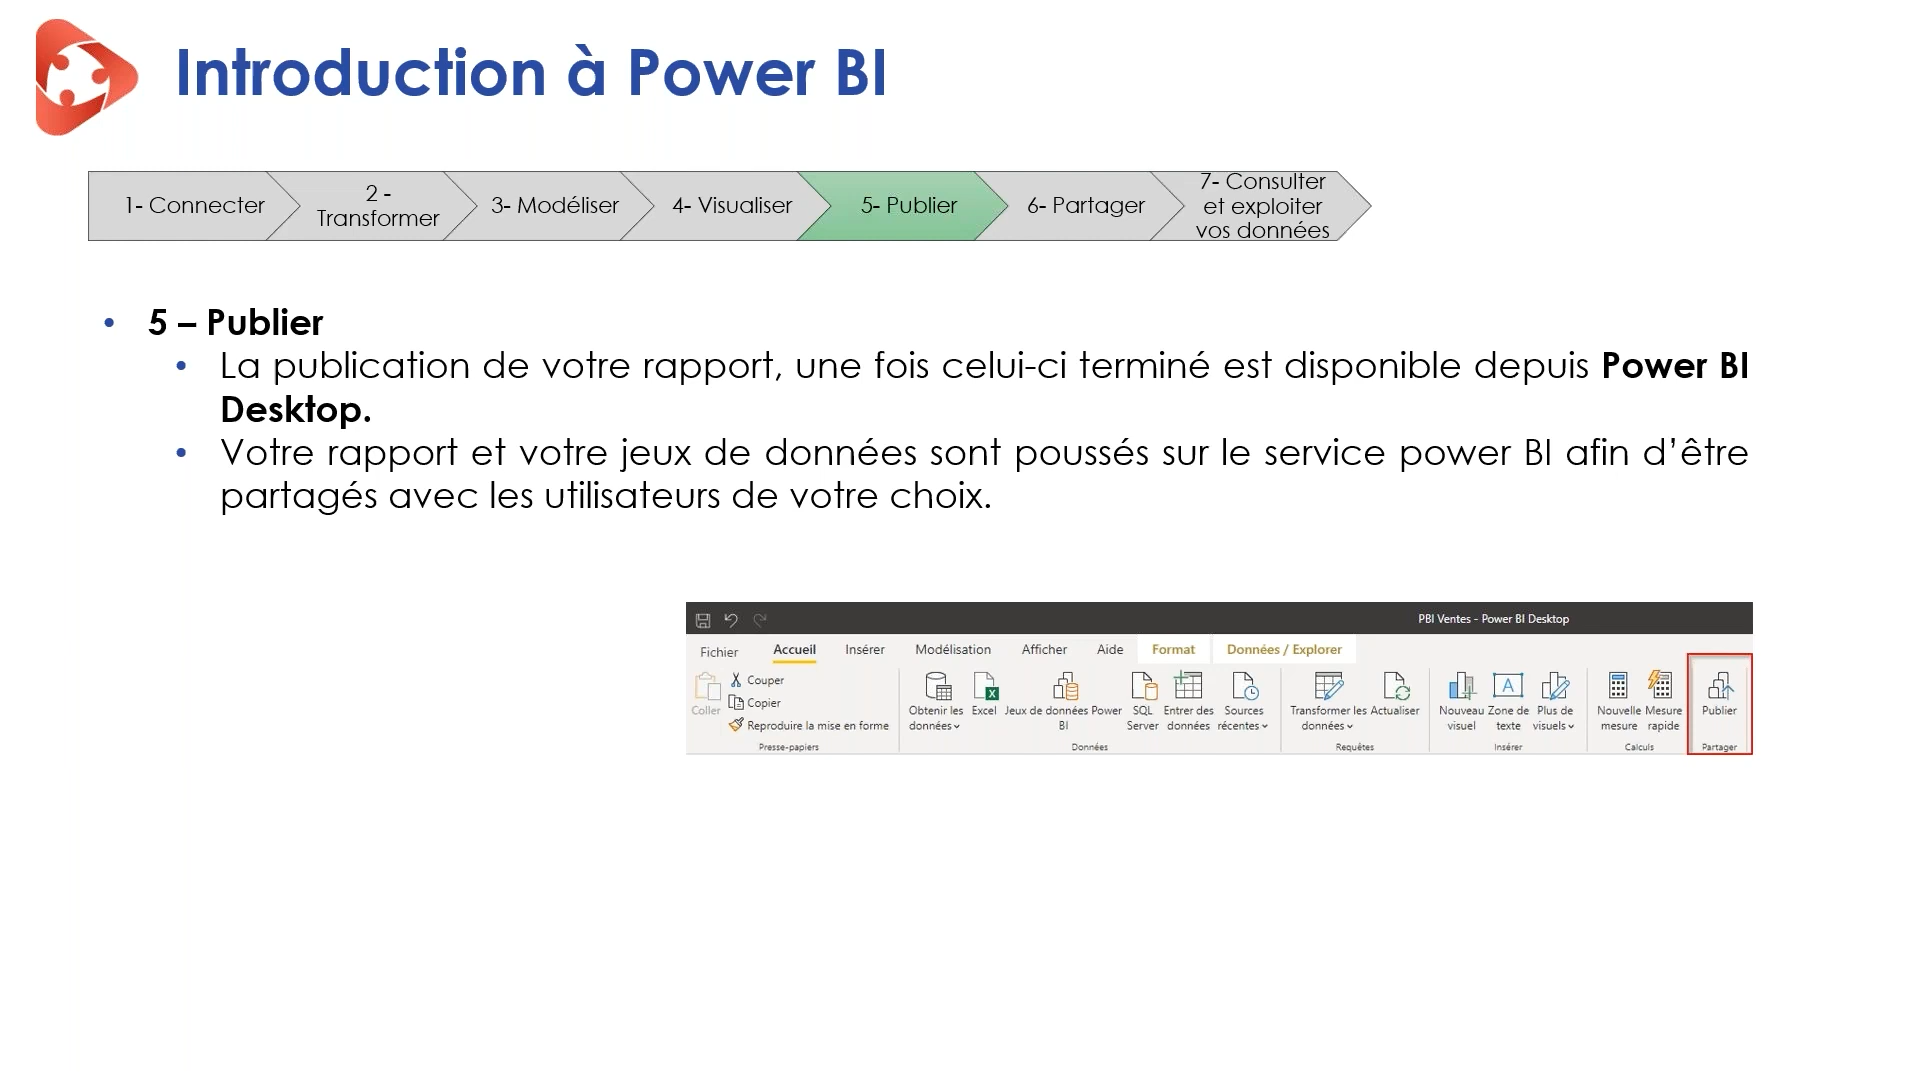 Introduction à Power BI
1- Connecter
2 -
Transformer
3- Modéliser
4- Visualiser
5- Publier
6- Partager
7- Consulter
et exploiter
vos données
• 5 – Publier
• La publication de votre rapport, une fois celui-ci terminé est disponible depuis Power BI
Desktop.
• Votre rapport et votre jeux de données sont poussés sur le service power BI afin d’être
partagés avec les utilisateurs de votre choix.
PBI Ventes - Power BI Desktop
Fichier Accueil Insérer Modélisation Afficher Aide Format Données / Explorer
Coller
Couper
Copier
Reproduire la mise en forme
Presse-papiers
Obtenir les
données
Excel
Jeux de données Power
BI
SQL
Server
Entrer des
données
Sources
récentes
Données
Transformer les
données
Actualiser
Requêtes
Nouveau
visuel
Zone de
texte
Plus de
visuels
Insérer
Nouvelle
mesure
Mesure
rapide
Calculs
Publier
Partager